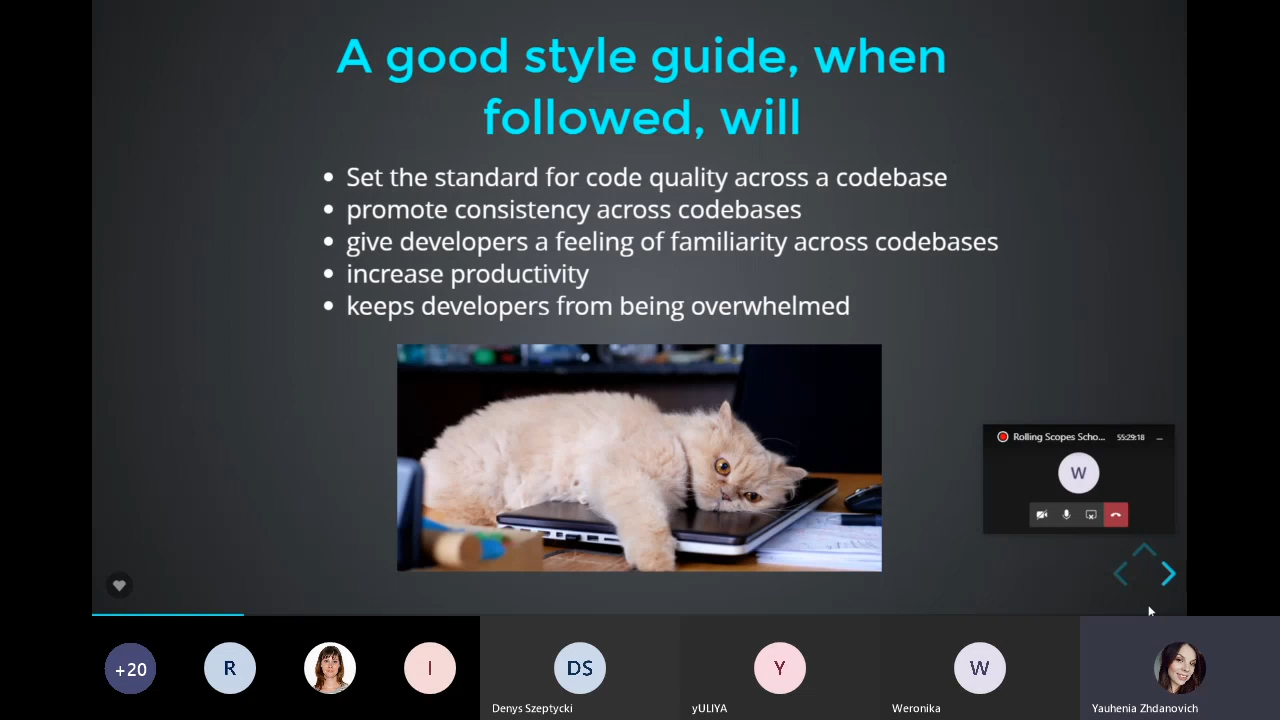 A good style guide, when
followed, will
Set the standard for code quality across a codebase
promote consistency across codebases
give developers a feeling of familiarity across codebases
increase productivity
keeps developers from being overwhelmed
Rolling Scopes Scho... 55:29:18
W
+20
R
I
DS
Y
W
Denys Szeptycki
yULIYA
Weronika
Yauhenia Zhdanovich